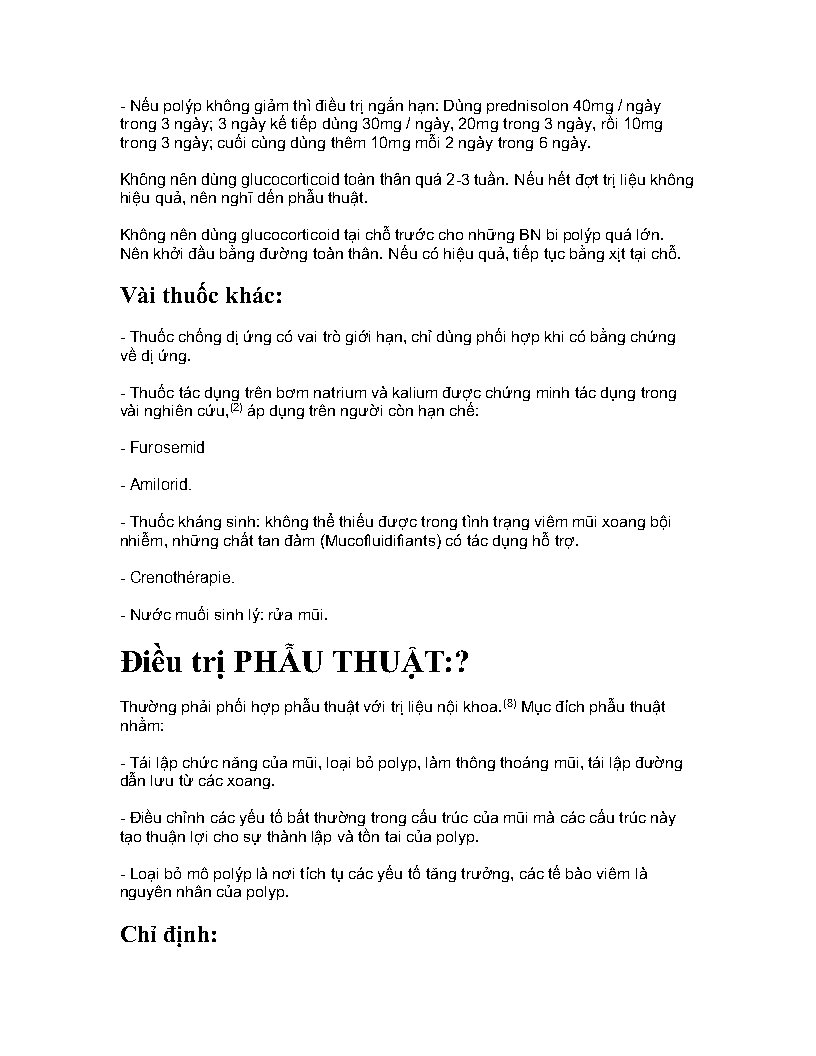 - Nếu polýp không giảm thì điều trị ngắn hạn: Dùng prednisolon 40mg / ngày
trong 3 ngày; 3 ngày kế tiếp dùng 30mg / ngày, 20mg trong 3 ngày, rồi 10mg
trong 3 ngày; cuối cùng dùng thêm 10mg mỗi 2 ngày trong 6 ngày.
Không nên dùng glucocorticoid toàn thân quá 2-3 tuần. Nếu hết đợt trị liệu không
hiệu quả, nên nghĩ dến phẫu thuật.
Không nên dùng glucocorticoid tại chỗ trước cho những BN bi polýp quá lớn.
Nên khởi đầu bằng đường toàn thân. Nếu có hiệu quả, tiếp tục bằng xịt tại chỗ.
Vài thuốc khác:
- Thuốc chống dị ứng có vai trò giới hạn, chỉ dùng phối hợp khi có bằng chứng
về dị ứng.
- Thuốc tác dụng trên bơm natrium và kalium được chứng minh tác dụng trong
vài nghiên cứu,(2) áp dụng trên người còn hạn chế:
- Furosemid
- Amilorid.
- Thuốc kháng sinh: không thể thiếu được trong tình trạng viêm mũi xoang bội
nhiễm, những chất tan đàm (Mucofluidifiants) có tác dụng hỗ trợ.
- Crenothérapie.
- Nước muối sinh lý: rửa mũi.
Điều trị PHẪU THUẬT:?
Thường phải phối hợp phẫu thuật với trị liệu nội khoa.(8) Mục đích phẫu thuật
nhằm:
- Tái lập chức năng của mũi, loại bỏ polyp, làm thông thoáng mũi, tái lập đường
dẫn lưu từ các xoang.
- Điều chỉnh các yếu tố bất thường trong cấu trúc của mũi mà các cấu trúc này
tạo thuận lợi cho sự thành lập và tồn tai của polyp.
- Loại bỏ mô polýp là nơi tích tụ các yếu tố tăng trưởng, các tế bào viêm là
nguyên nhân của polyp.
Chỉ định: